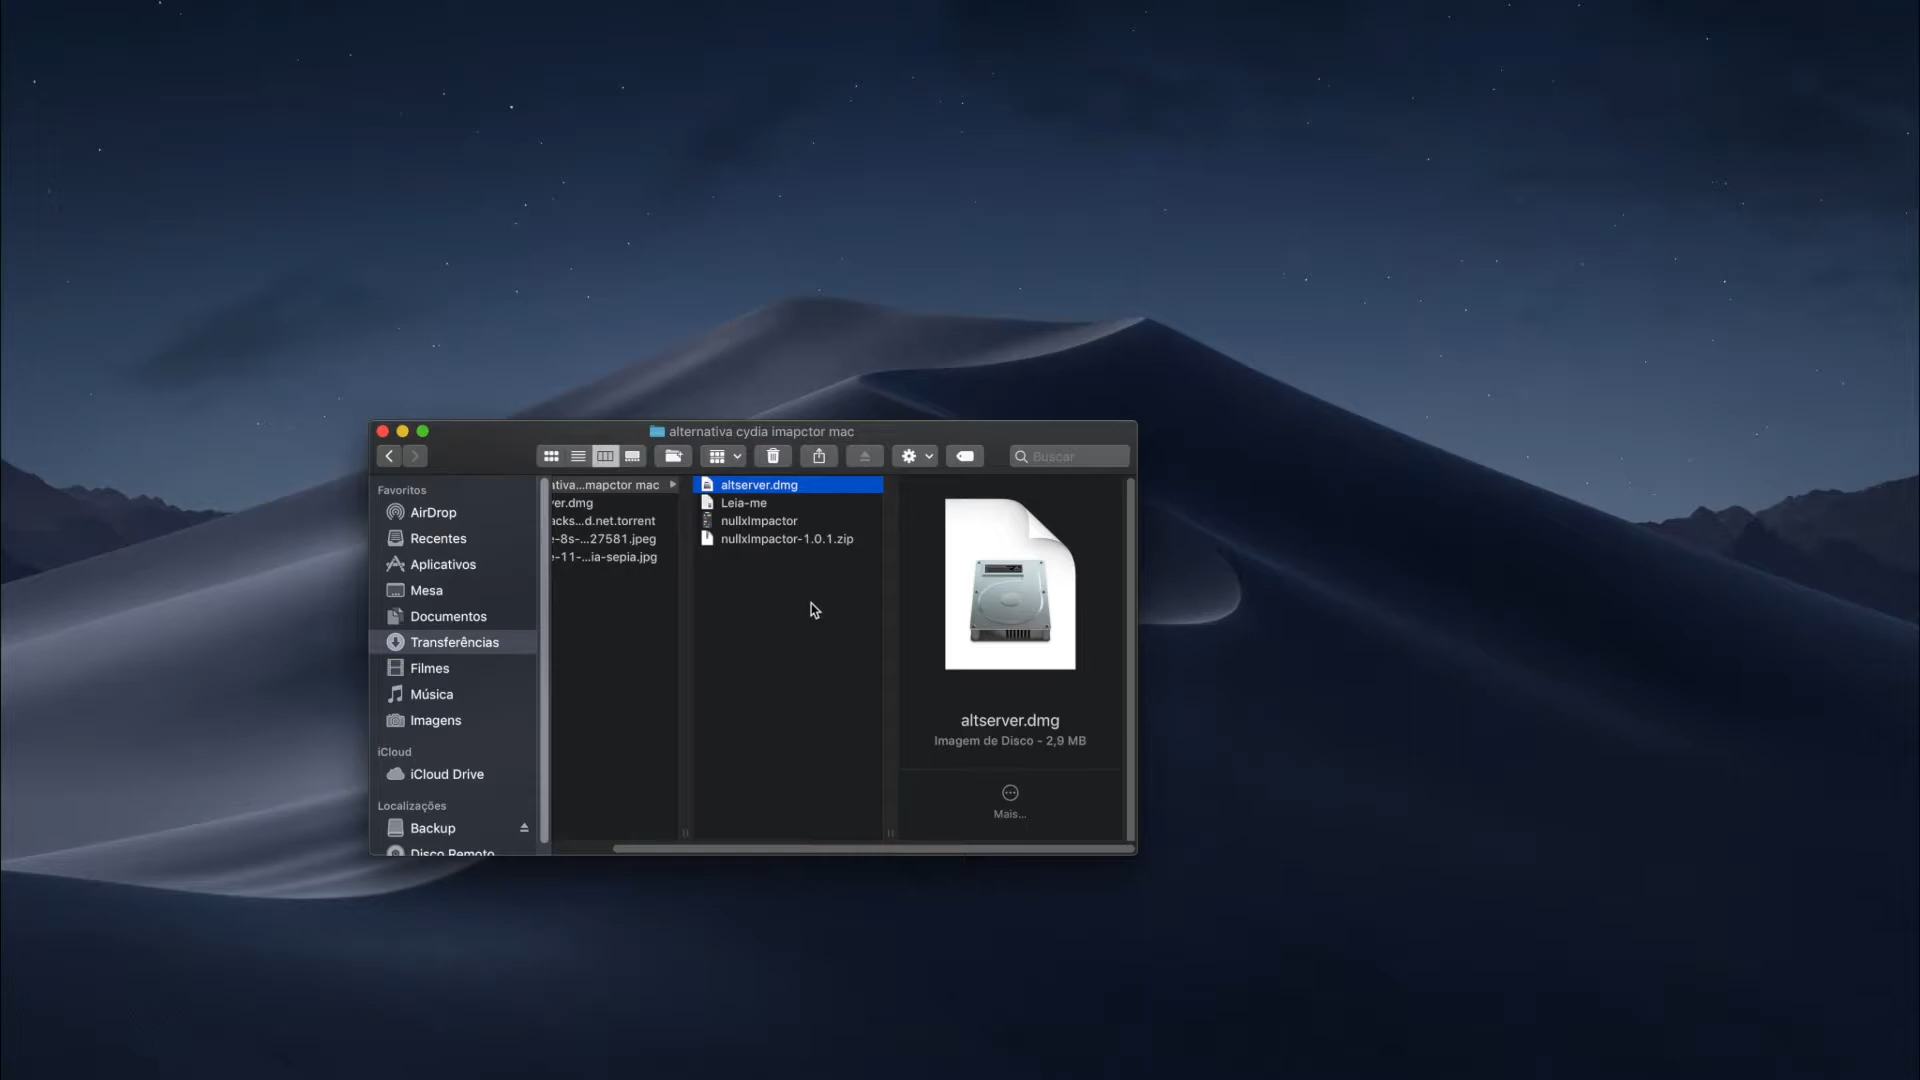 alternativa cydia imapctor mac
Buscar
Favoritos
AirDrop
Recentes
Aplicativos
Mesa
Documentos
Transferências
Filmes
Música
Imagens
iCloud
iCloud Drive
Localizações
Backup
Disco Remoto
ativa...mapctor mac
ver.dmg
acks...d.net.torrent
e-8s-...27581.jpeg
e-11-...ia-sepia.jpg
altserver.dmg
Leia-me
nullxImpactor
nullxImpactor-1.0.1.zip
altserver.dmg
Imagem de Disco - 2,9 MB
Mais...